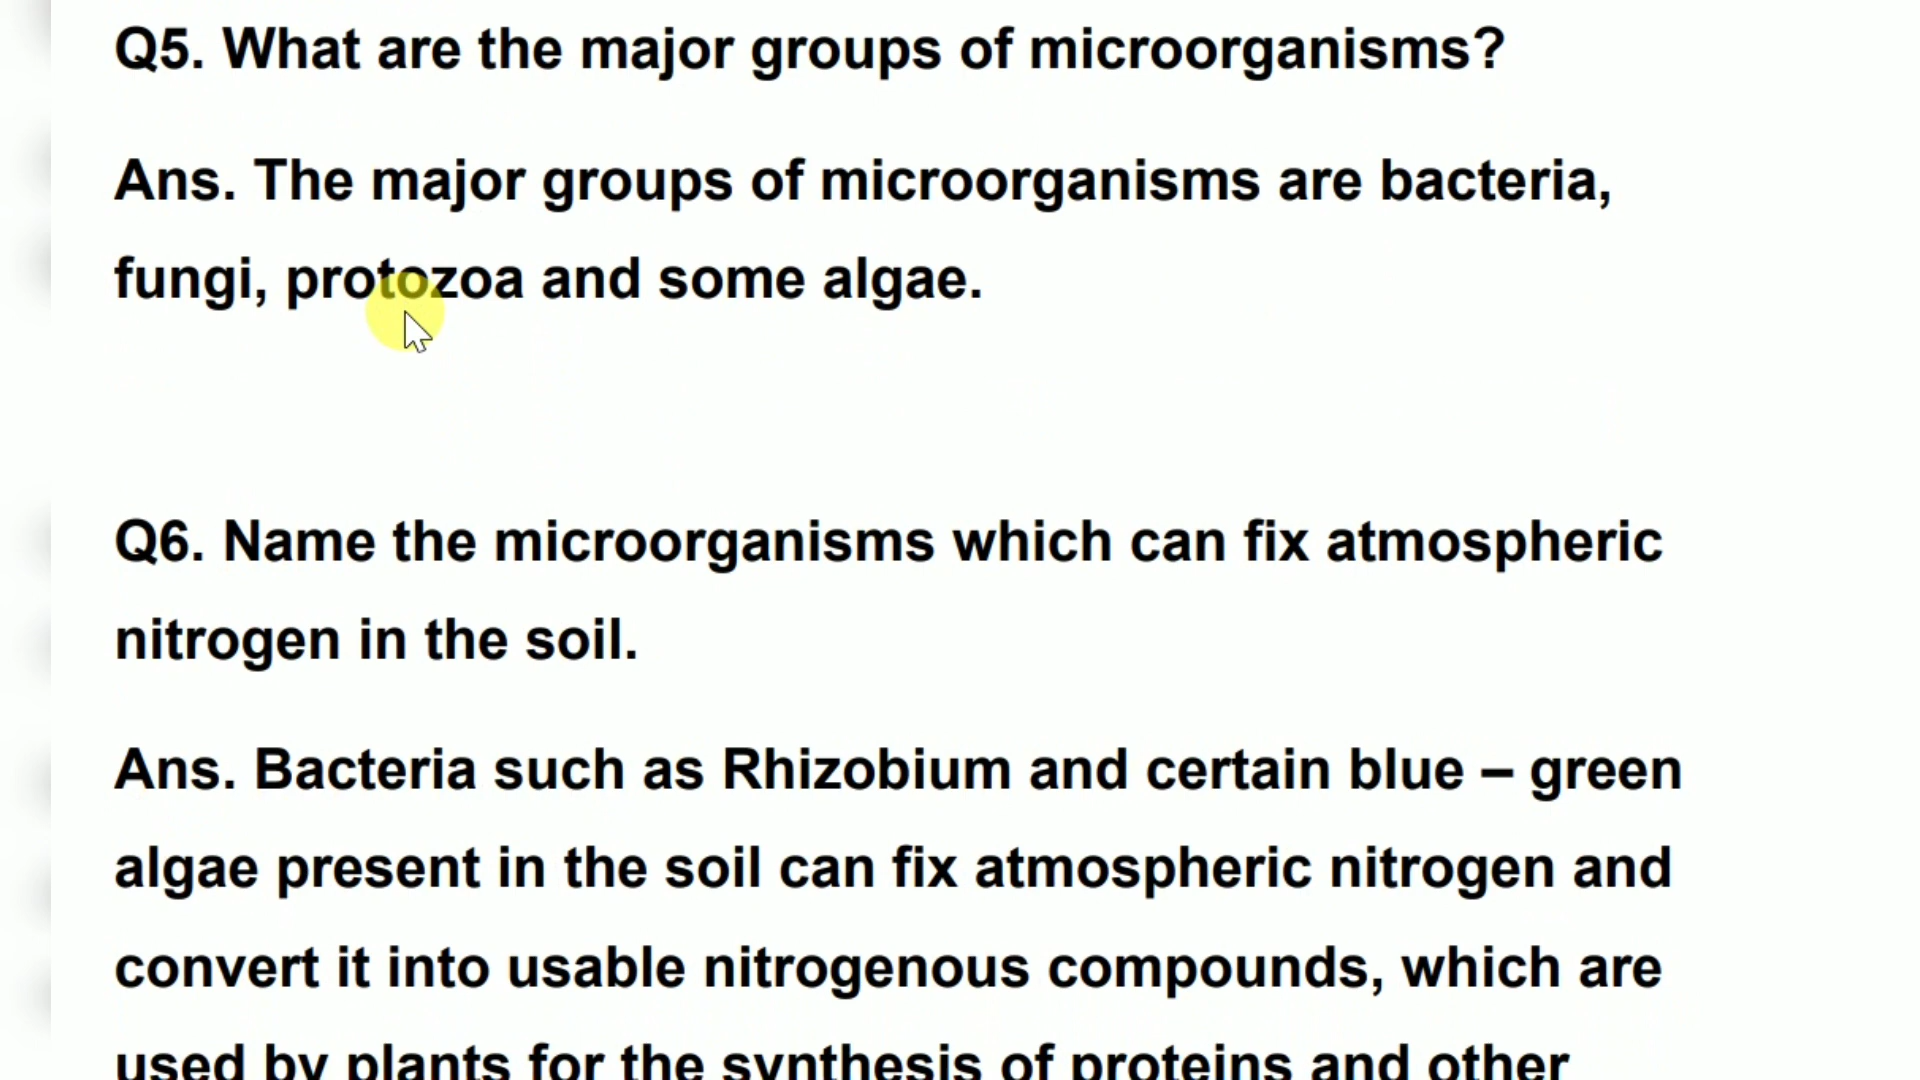 Q5. What are the major groups of microorganisms?
Ans. The major groups of microorganisms are bacteria,
fungi, protozoa and some algae.
Q6. Name the microorganisms which can fix atmospheric
nitrogen in the soil.
Ans. Bacteria such as Rhizobium and certain blue – green
algae present in the soil can fix atmospheric nitrogen and
convert it into usable nitrogenous compounds, which are
used by plants for the synthesis of proteins and other